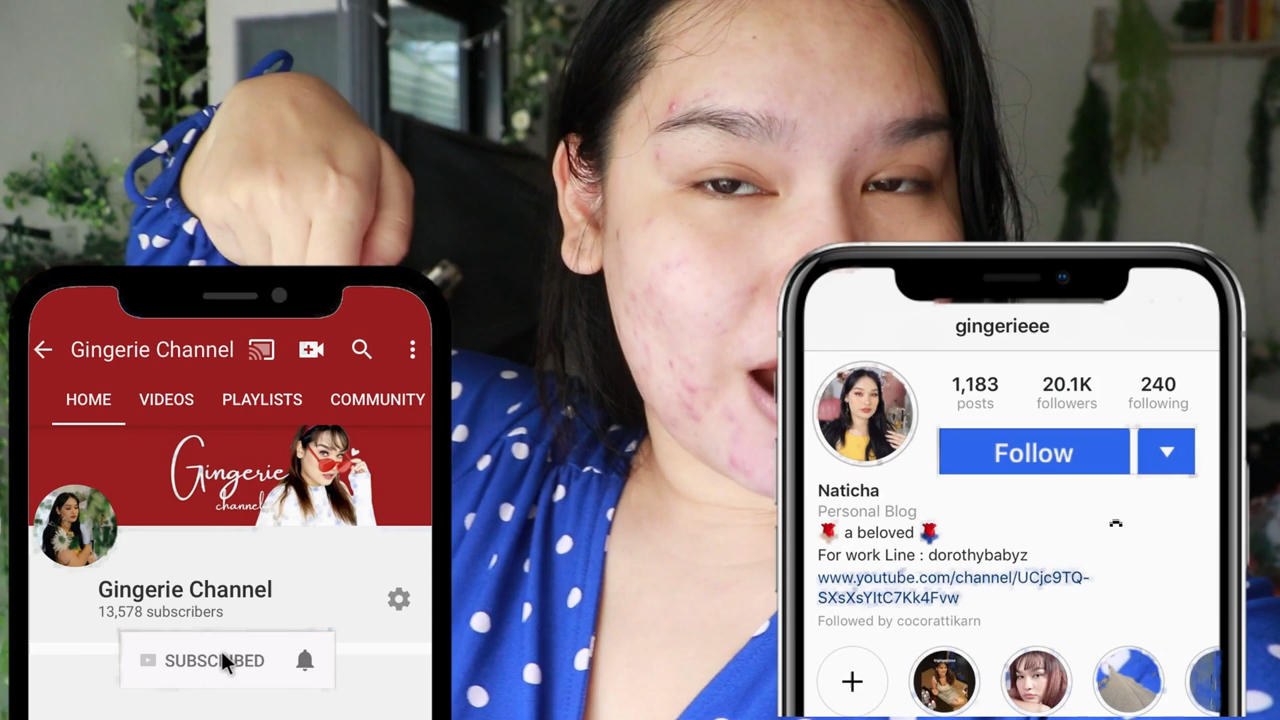 Gingerie Channel
HOME VIDEOS PLAYLISTS COMMUNITY
Gingerie
channel
Gingerie Channel
13,578 subscribers
SUBSCRIBED
gingerieee
1,183 20.1K 240
posts followers following
Follow
Naticha
Personal Blog
a beloved
For work Line : dorothybabyz
www.youtube.com/channel/UCjc9TQ-
SXsXsYltC7Kk4Fvw
Followed by cocorattikarn